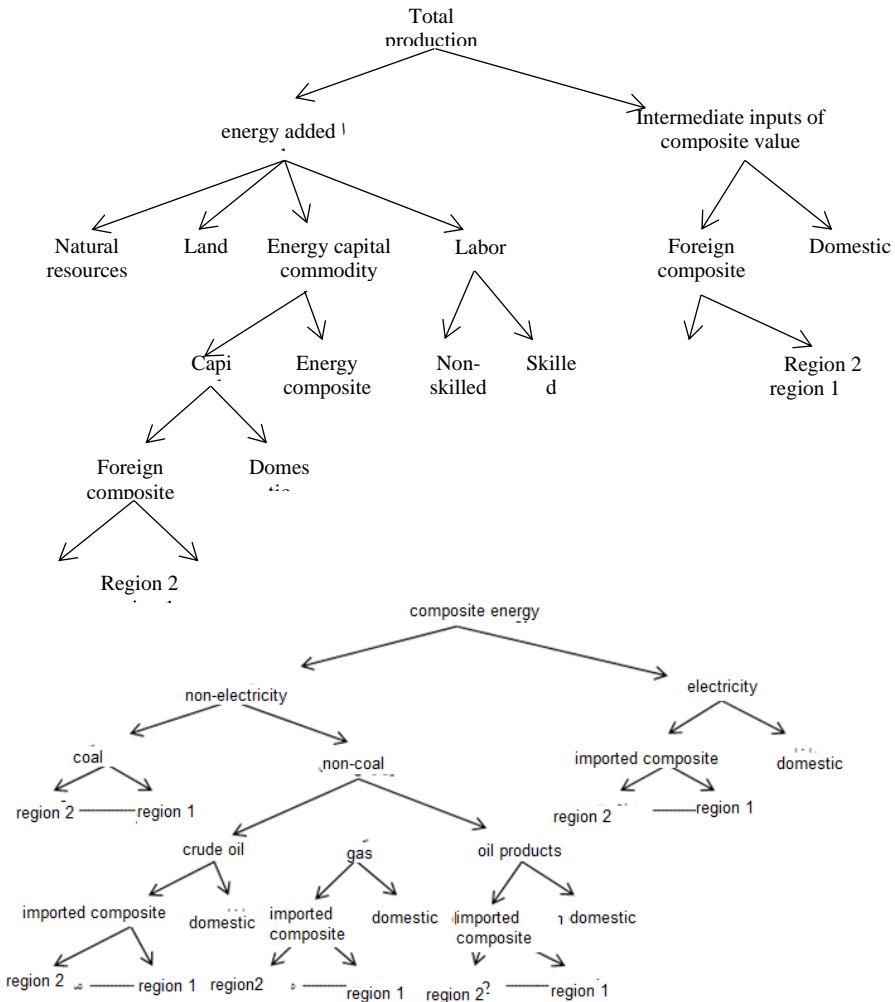 Total
production
energy added
Intermediate inputs of
composite value
Natural
resources
Land
Energy capital
commodity
Labor
Foreign
composite
Domestic
Capi
Energy
composite
Non-
skilled
Skille
d
Region 2
region 1
Foreign
composite
Domes
Region 2
composite energy
non-electricity
electricity
coal
non-coal
imported composite
domestic
region 2
region 1
region 2
region 1
crude oil
gas
oil products
imported composite
domestic
imported
composite
domestic
imported
composite
domestic
region 2
region 1
region2
region 1
region 2
region 1